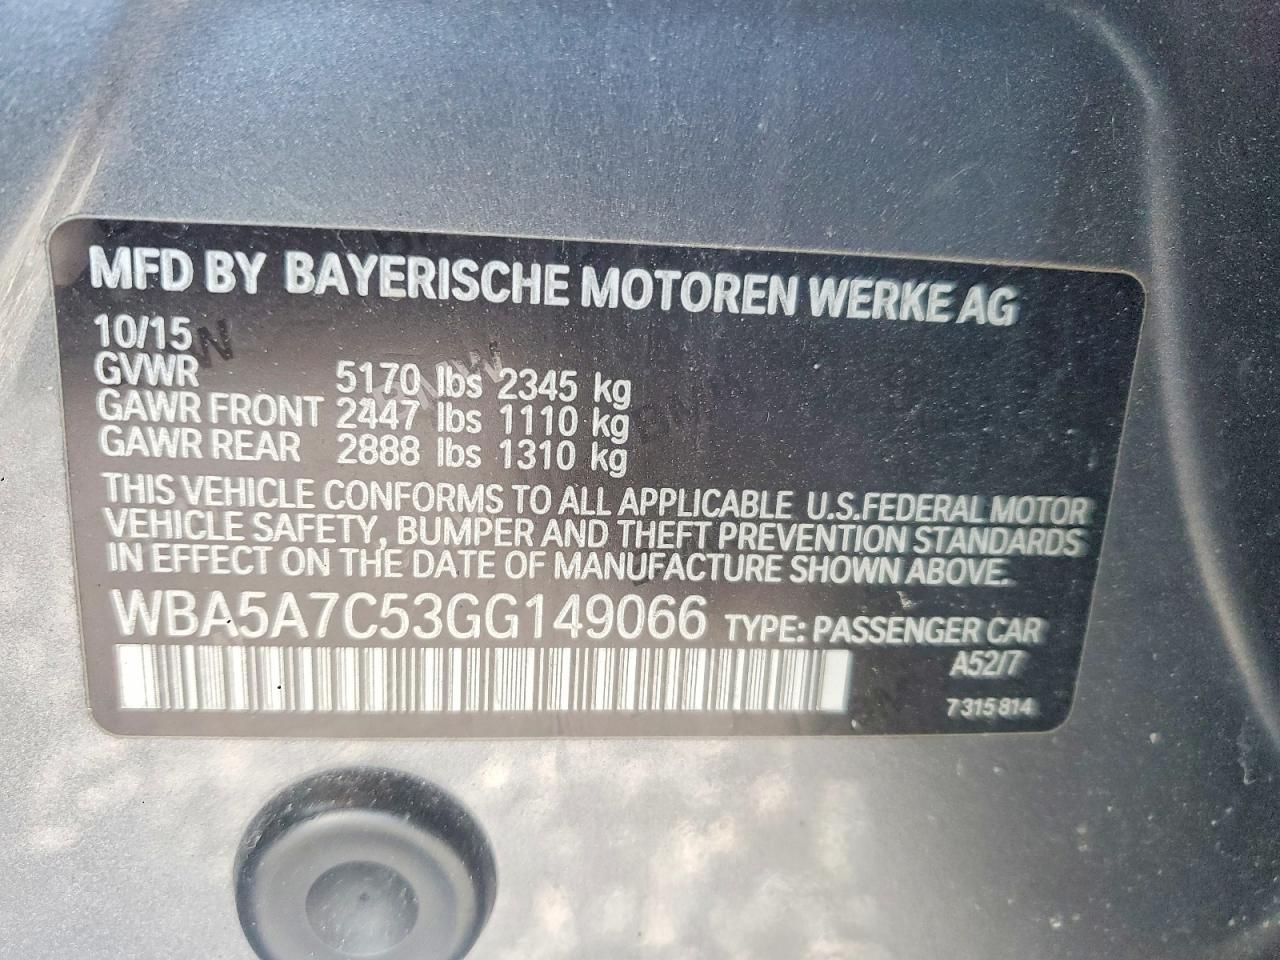 MFD BY BAYERISCHE MOTOREN WERKE AG
10/15
GVWR 5170 lbs 2345 kg
GAWR FRONT 2447 lbs 1110 kg
GAWR REAR 2888 lbs 1310 kg
THIS VEHICLE CONFORMS TO ALL APPLICABLE U.S.FEDERAL MOTOR
VEHICLE SAFETY, BUMPER AND THEFT PREVENTION STANDARDS
IN EFFECT ON THE DATE OF MANUFACTURE SHOWN ABOVE.
WBA5A7C53GG149066 TYPE: PASSENGER CAR
A52/7
7 315 814